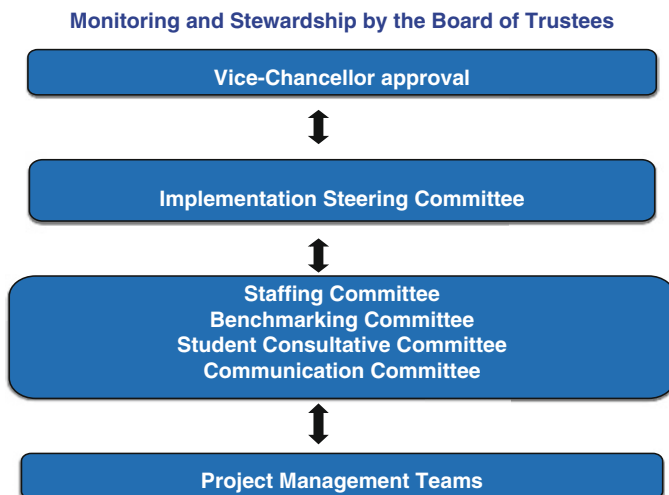 Monitoring and Stewardship by the Board of Trustees
Vice-Chancellor approval
Implementation Steering Committee
Staffing Committee
Benchmarking Committee
Student Consultative Committee
Communication Committee
Project Management Teams